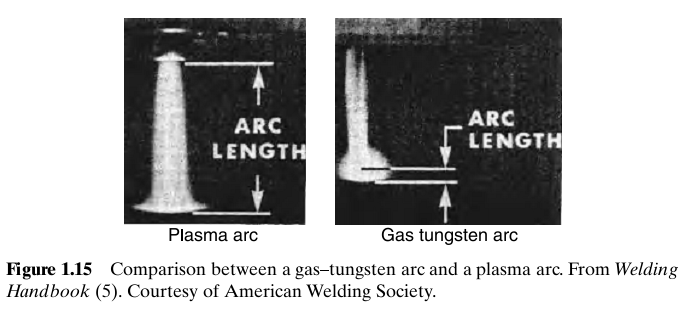 ARC
LENGTH
ARC
LENGTH
Plasma arc
Gas tungsten arc
Figure 1.15 Comparison between a gas–tungsten arc and a plasma arc. From Welding
Handbook (5). Courtesy of American Welding Society.